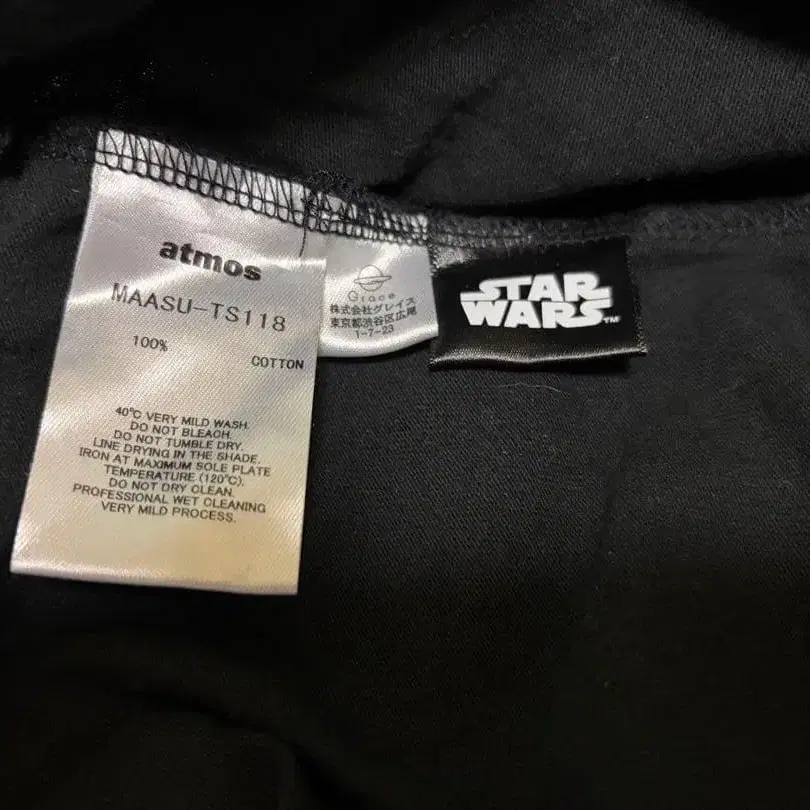 atmos
MAASU-TS118
100%
COTTON
40℃ VERY MILD WASH.
DO NOT BLEACH.
DO NOT TUMBLE DRY.
LINE DRYING IN THE SHADE.
IRON AT MAXIMUM SOLE PLATE
TEMPERATURE (120℃).
DO NOT DRY CLEAN.
PROFESSIONAL WET CLEANING
VERY MILD PROCESS.
Grace
株式会社グレイス
東京都渋谷区広尾
1-7-23
STAR
WARS™